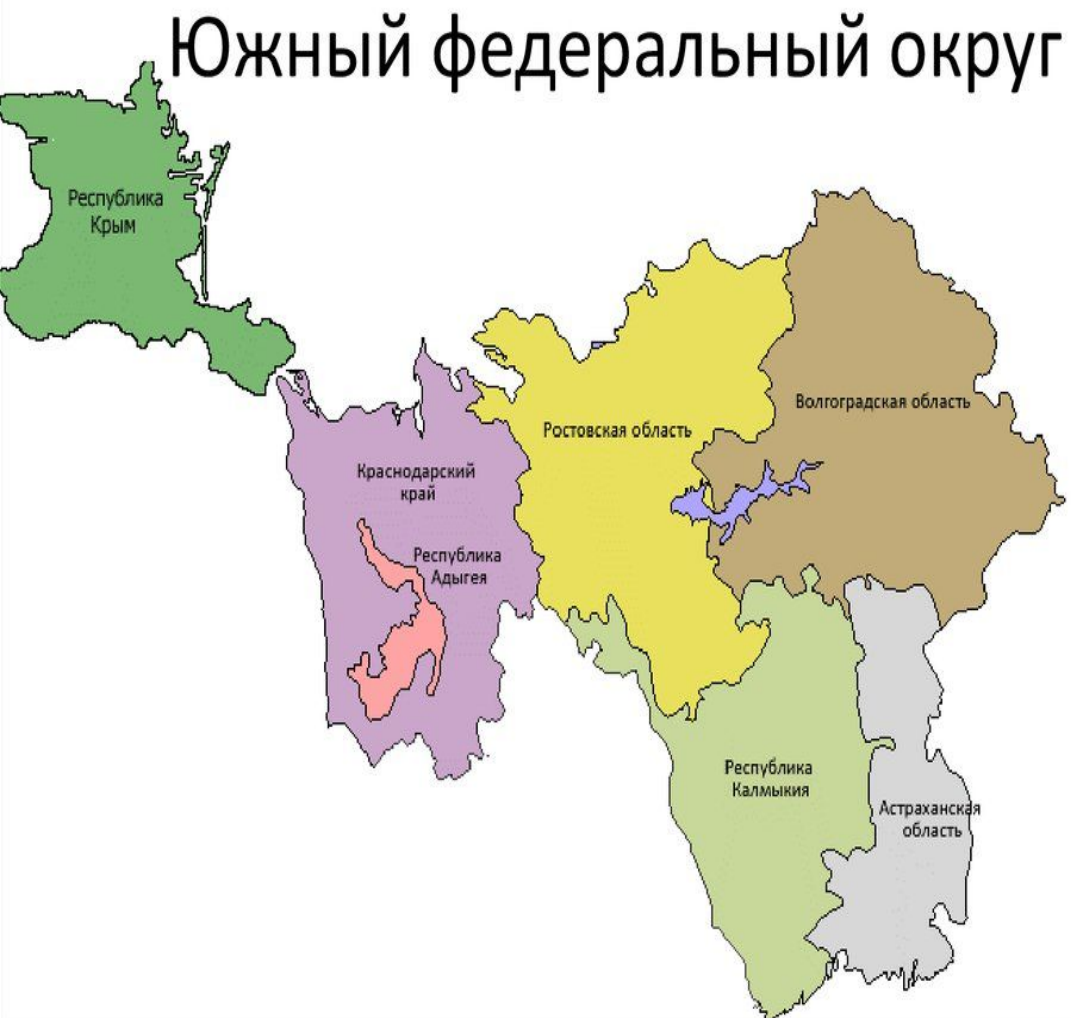 Южный федеральный округ
Республика
Крым
Волгоградская область
Ростовская область
Краснодарский
край
Республика
Адыгея
Республика
Калмыкия
Астраханская
область